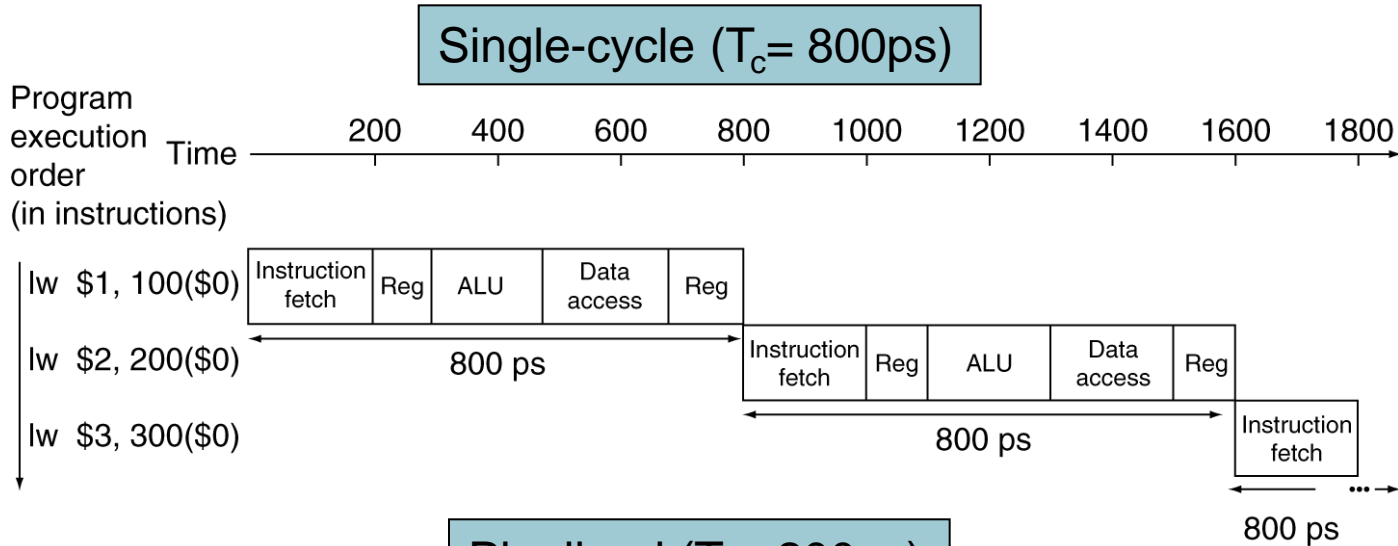 Single-cycle (Tc= 800ps)
Program
execution
order
(in instructions)
Time
200 400 600 800 1000 1200 1400 1600 1800
lw $1, 100($0)
Instruction
fetch
Reg
ALU
Data
access
Reg
800 ps
lw $2, 200($0)
Instruction
fetch
Reg
ALU
Data
access
Reg
800 ps
lw $3, 300($0)
Instruction
fetch
...
800 ps